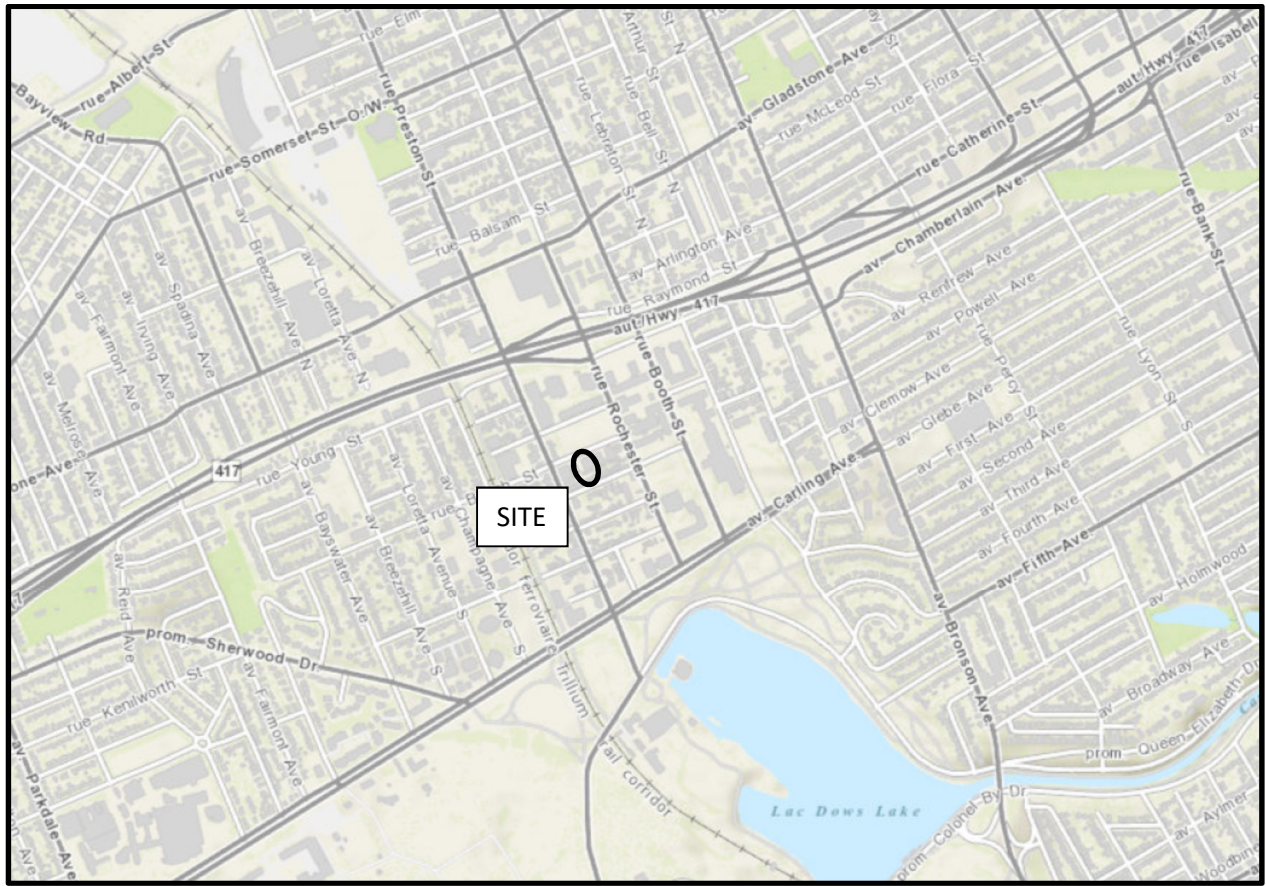 rue Elm
Arthur St N
aut. Hwy. 417
rue Isabell
rue Albert St
Bayview Rd
rue Somerset St O/W
rue Preston St
rue Lebreton St N
rue Bell St N
av Gladstone Ave
rue McLeod St
rue Flora St
rue Catherine St
av. Chamberlain Ave.
rue Bank St
rue Balsam St
av Arlington Ave
rue Raymond St
aut. Hwy. 417
av Breezehill Ave N
av Loretta Ave N
av Spadina Ave
av Irving Ave
av Fairmont Ave
av Melrose Ave
one Ave
417
rue Young St
rue Rochester St
rue Booth St
av Renfrew Ave
av Powell Ave
rue Percy St
rue Lyon St
av Clemow Ave
av Glebe Ave
av First Ave
av Second Ave
av Third Ave
av Fourth Ave
av Fifth Ave
av Holmwood
av Carling Ave
SITE
av Bayswater Ave
av Breezehill Ave S
av Loretta Avenue S
av Champagne Ave S
av Reid Ave
prom. Sherwood Dr
rue Kenilworth St
av Fairmont Ave
av Parkdale Ave
dor ferroviaire Trillium
rail corridor
Lac Dows Lake
av Bronson Ave
av Broadway Ave
prom Queen Elizabeth Dr
prom Colonel By Dr
av Aylmer
Woodbine